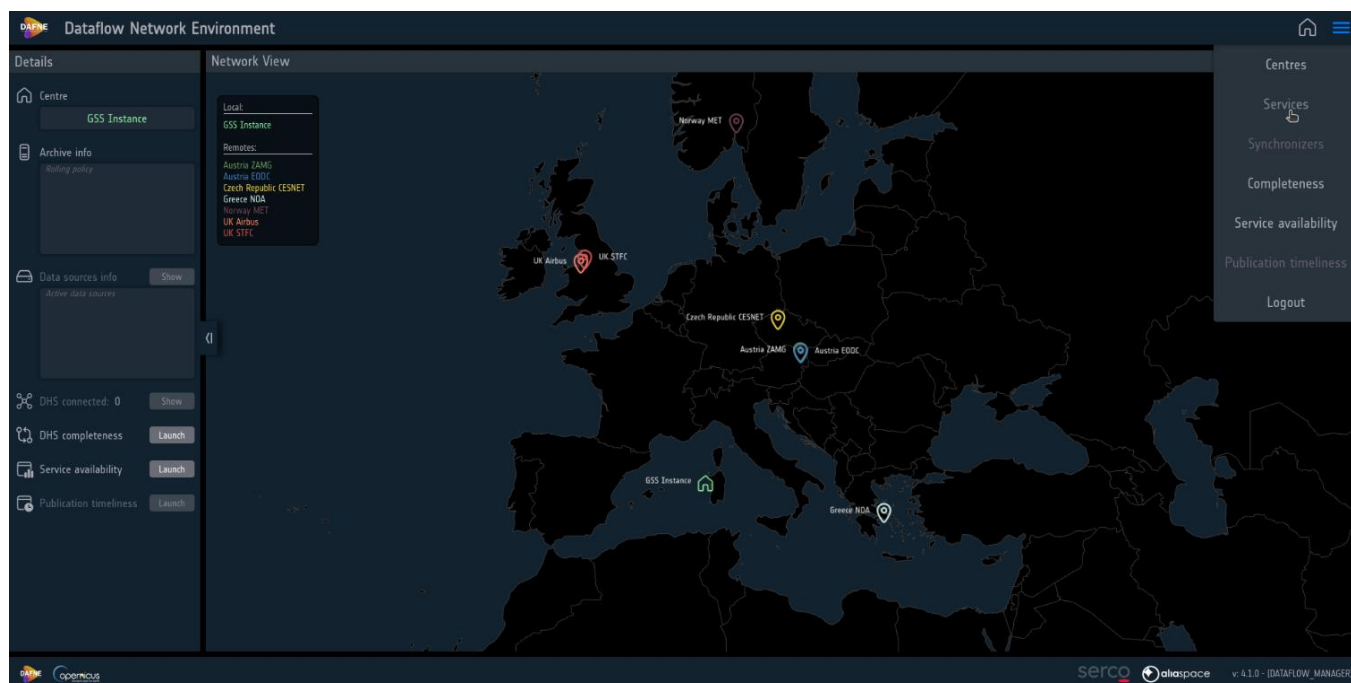 DAFNE Dataflow Network Environment
Details
Centre
GSS Instance
Archive info
Rolling policy
Data sources info Show
Active data sources
DHS connected: 0 Show
DHS completeness Launch
Service availability Launch
Publication timeliness Launch
Network View
Local:
GSS Instance
Remotes:
Austria ZAMG
Austria EODC
Czech Republic CESNET
Greece NOA
Norway MET
UK Airbus
UK STFC
Norway MET
UK Airbus
UK STFC
Czech Republic CESNET
Austria ZAMG
Austria EODC
GSS Instance
Greece NOA
Centres
Services
Synchronizers
Completeness
Service availability
Publication timeliness
Logout
DAFNE opernicus serco aliaspace v: 4.1.0 - [DATAFLOW_MANAGER